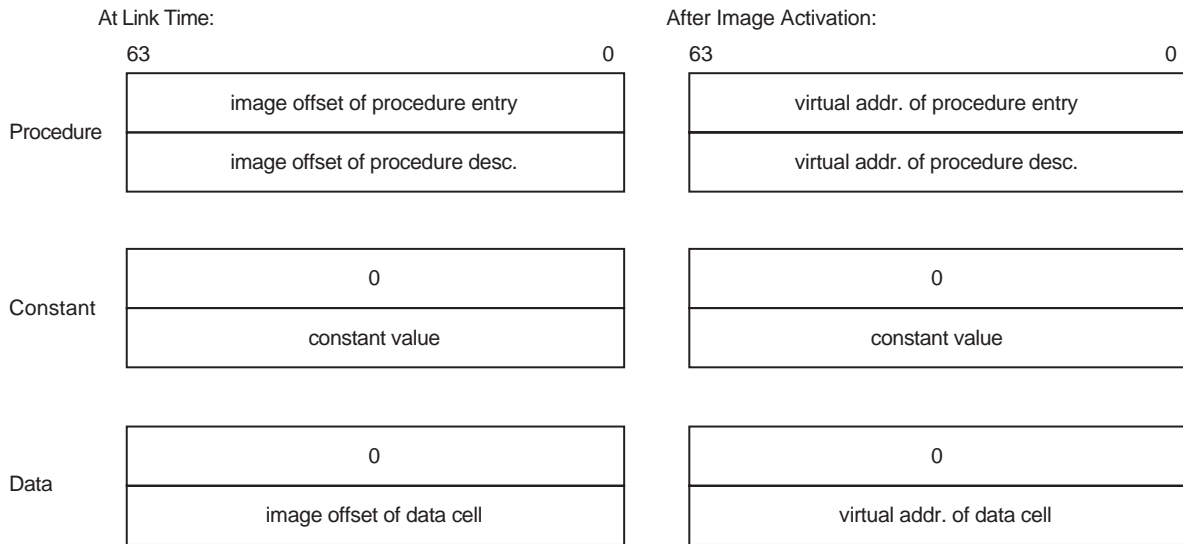 At Link Time:
After Image Activation:
63 0
63 0
Procedure
image offset of procedure entry
virtual addr. of procedure entry
image offset of procedure desc.
virtual addr. of procedure desc.
Constant
0
0
constant value
constant value
Data
0
0
image offset of data cell
virtual addr. of data cell